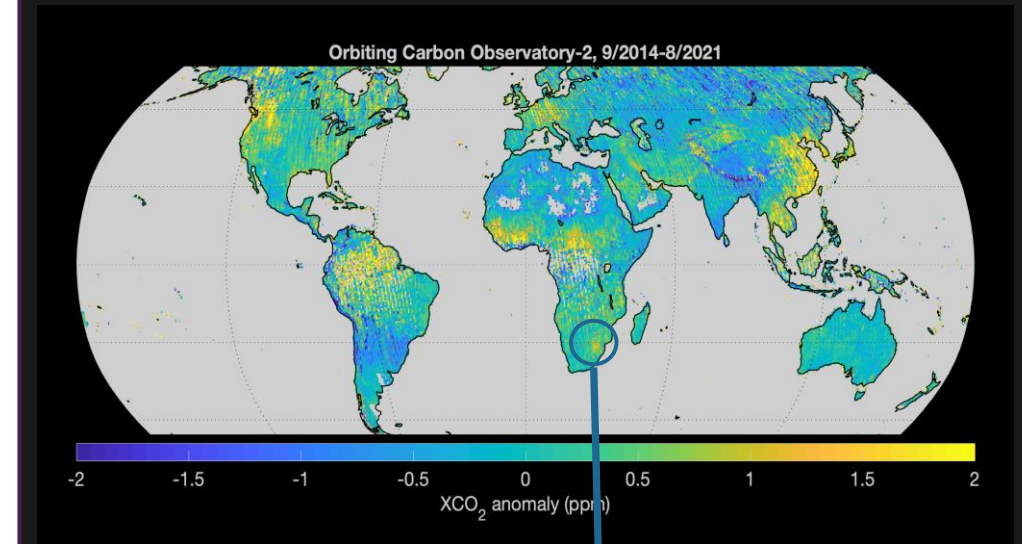 Orbiting Carbon Observatory-2, 9/2014-8/2021
-2 -1.5 -1 -0.5 0 0.5 1 1.5 2
XCO₂ anomaly (ppm)